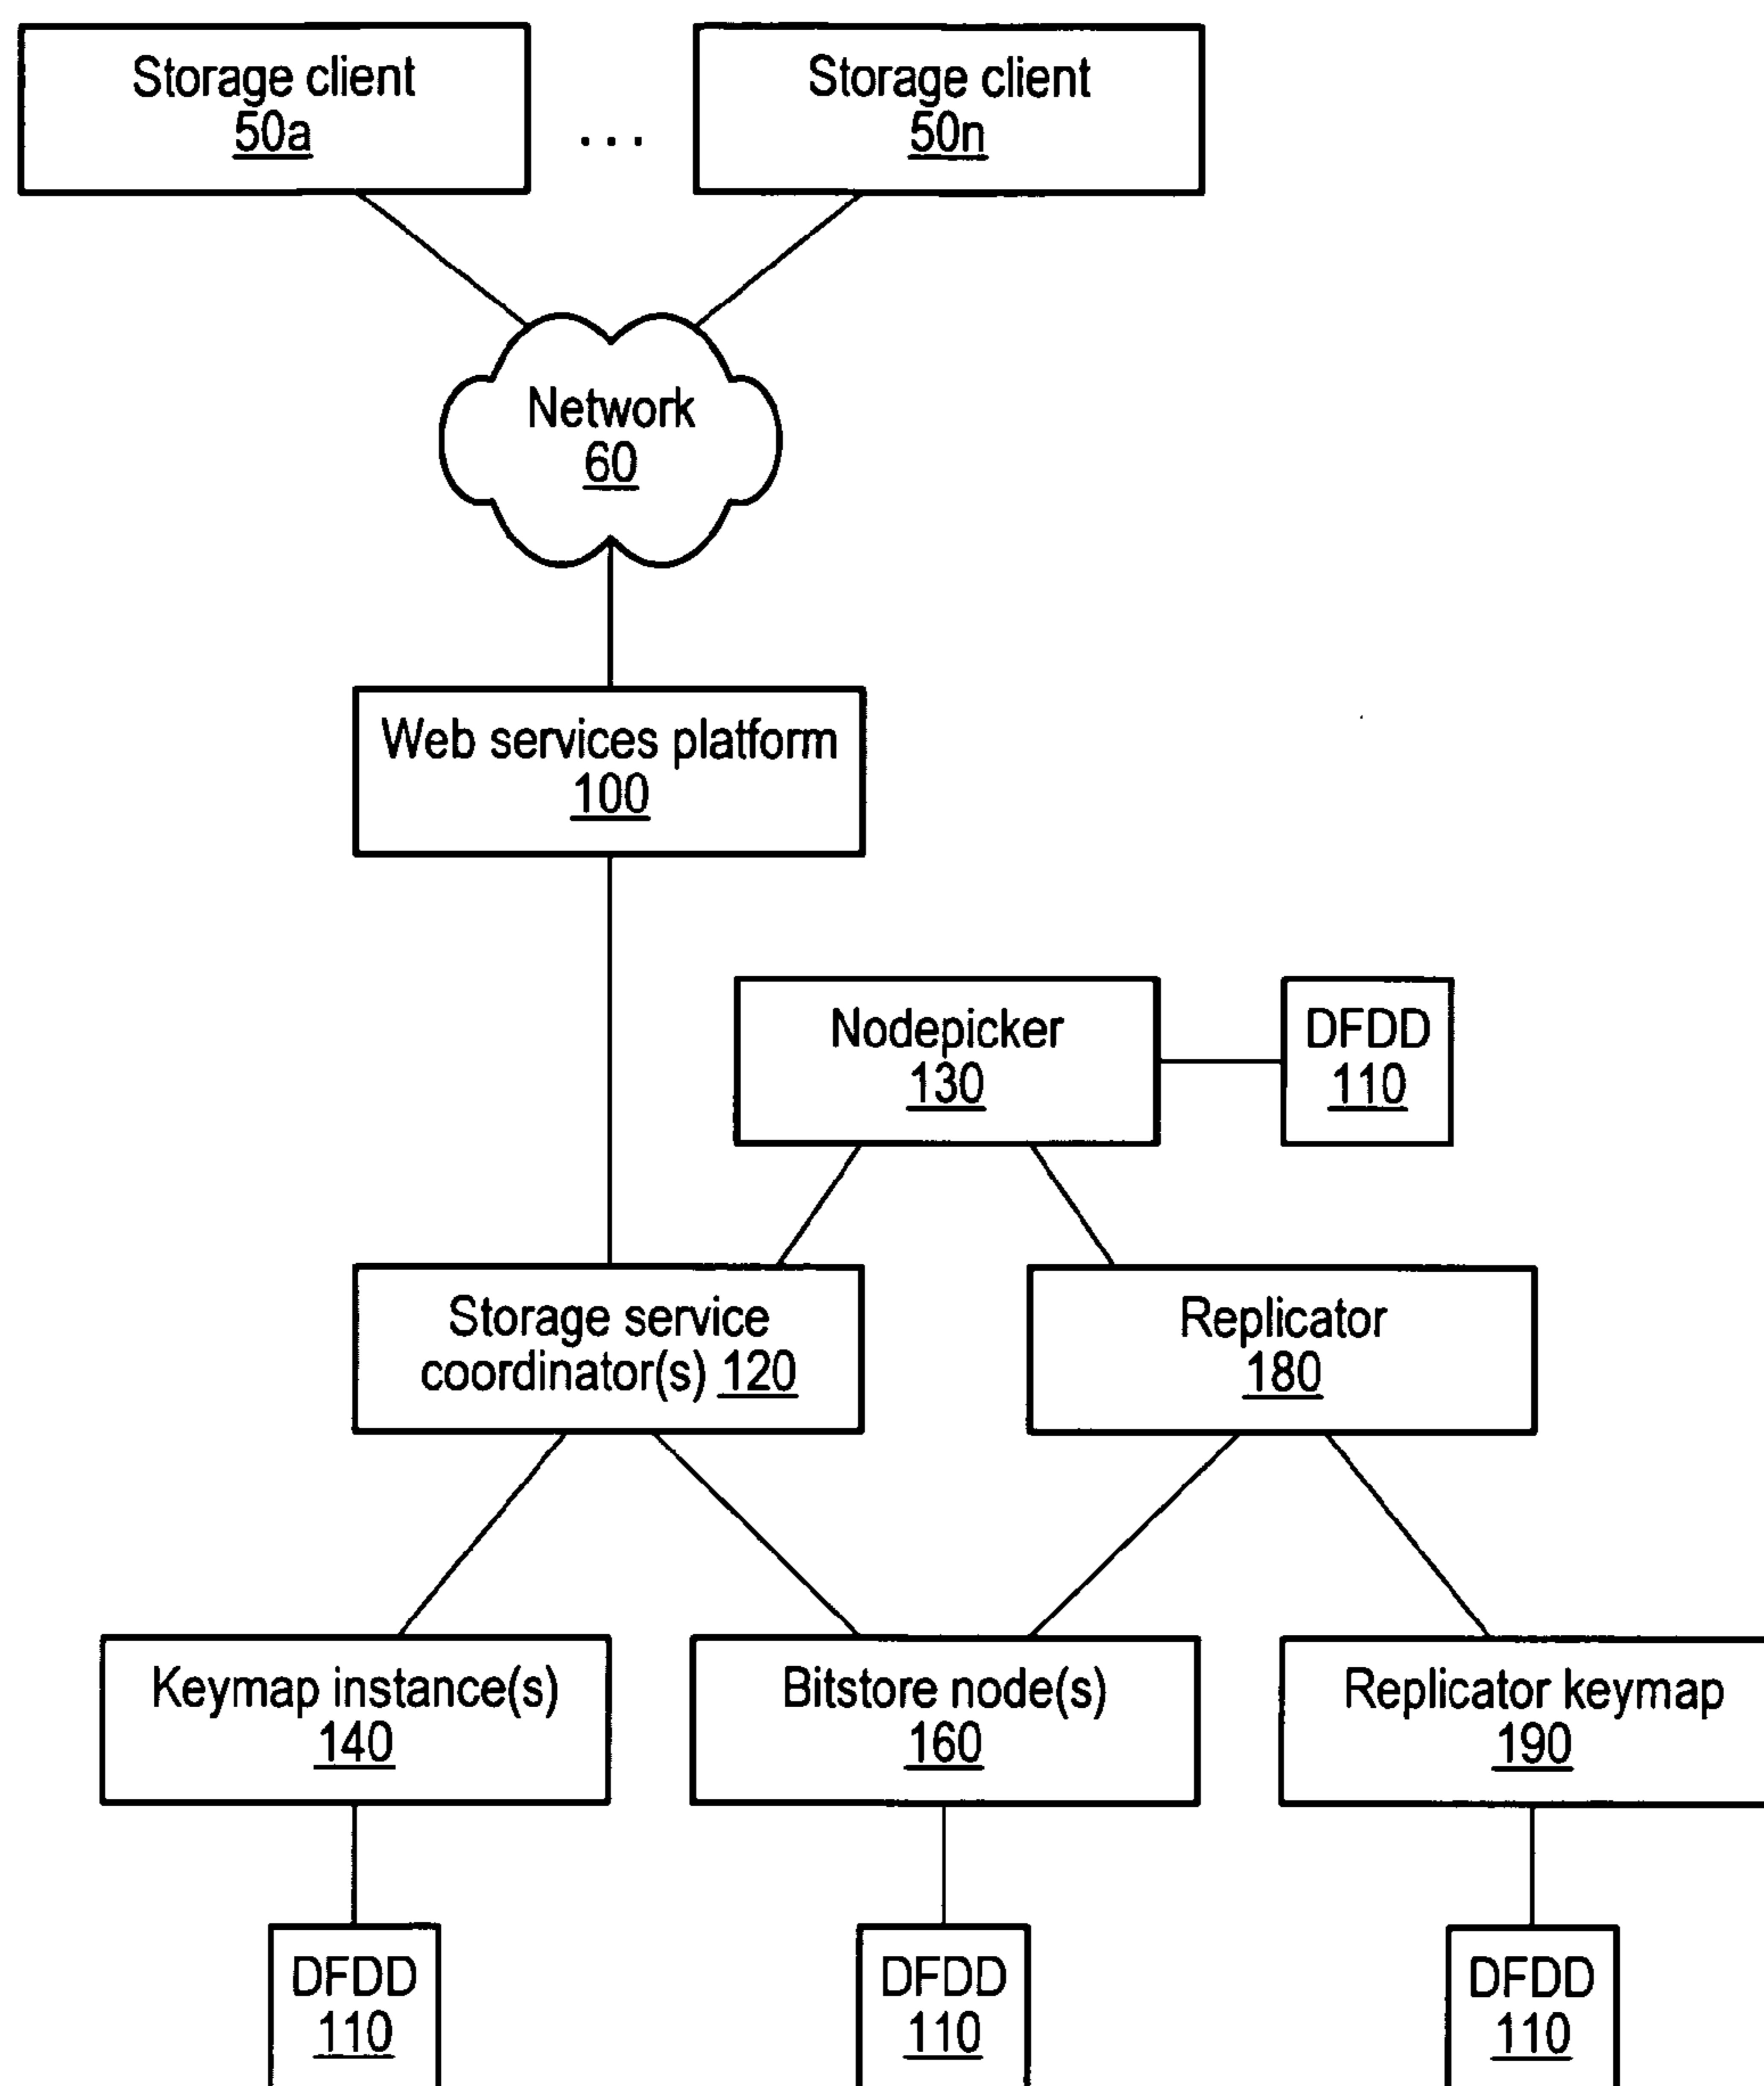 Storage client
50a
...
Storage client
50n
Network
60
Web services platform
100
Nodepicker
130
DFDD
110
Storage service
coordinator(s) 120
Replicator
180
Keymap instance(s)
140
Bitstore node(s)
160
Replicator keymap
190
DFDD
110
DFDD
110
DFDD
110